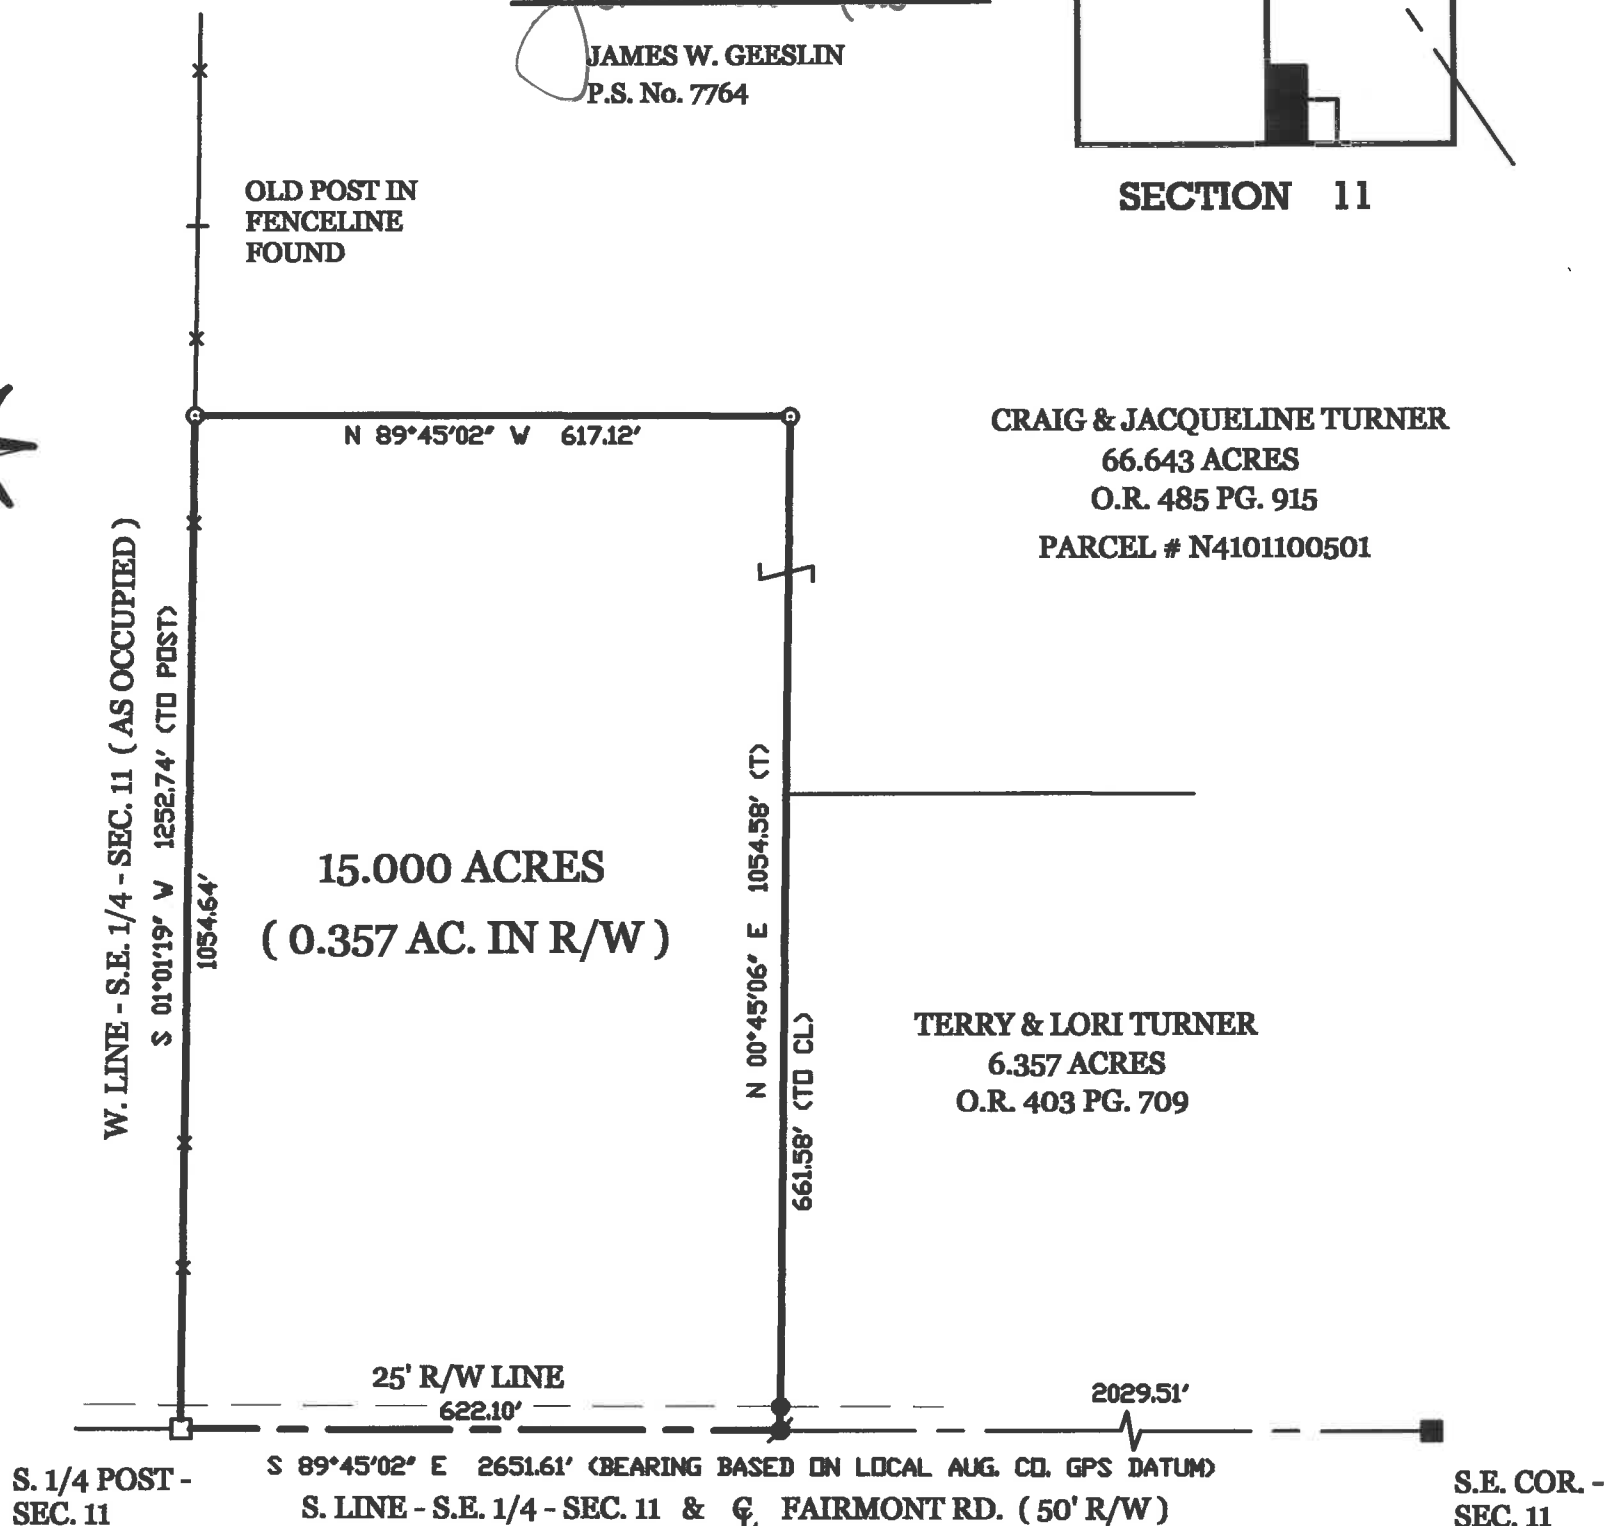 JAMES W. GEESLIN
P.S. No. 7764
SECTION 11
OLD POST IN
FENCELINE
FOUND
N 89°45'02" W 617.12'
CRAIG & JACQUELINE TURNER
66.643 ACRES
O.R. 485 PG. 915
PARCEL # N4101100501
W. LINE - S.E. 1/4 - SEC. 11 ( AS OCCUPIED )
S 01°01'19" W 1252.74' (TO POST)
1054.64'
15.000 ACRES
( 0.357 AC. IN R/W )
N 00°45'06" E 1054.58' (T)
661.58' (TO CL)
TERRY & LORI TURNER
6.357 ACRES
O.R. 403 PG. 709
25' R/W LINE
622.10'
2029.51'
S 89°45'02" E 2651.61' (BEARING BASED ON LOCAL AUG. CO. GPS DATUM)
S. 1/4 POST -
SEC. 11
S. LINE - S.E. 1/4 - SEC. 11 & ℄ FAIRMONT RD. ( 50' R/W )
S.E. COR. -
SEC. 11